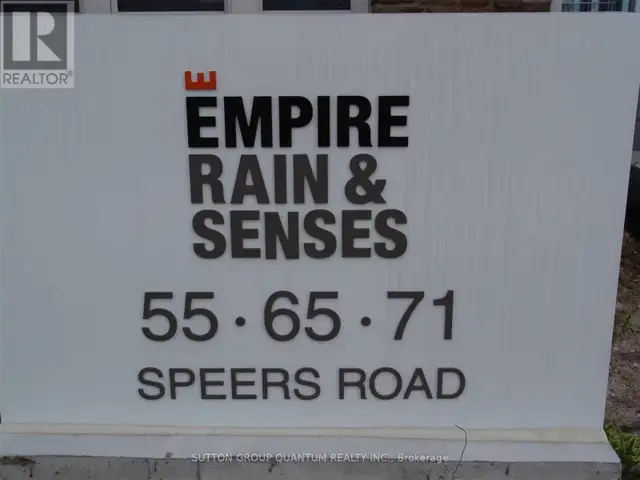 R
REALTOR®
E
EMPIRE
RAIN &
SENSES
55 · 65 · 71
SPEERS ROAD
SUTTON GROUP QUANTUM REALTY INC., Brokerage